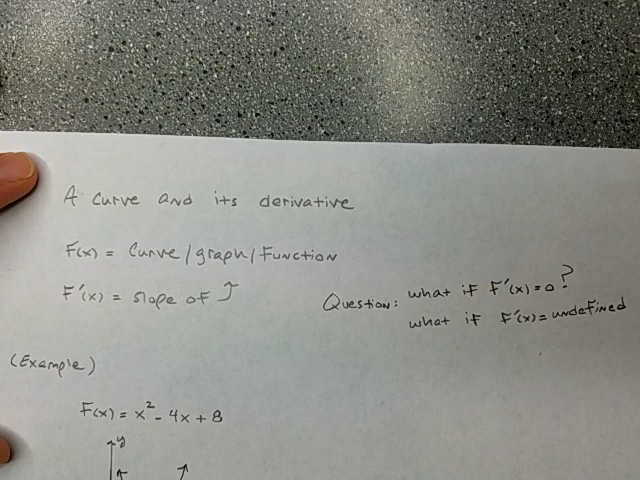 A curve and its derivative
F(x) = Curve/graph/Function
F'(x) = slope of ↑
Question: what if F'(x)=0?
what if F'(x)=undefined
(Example)
F(x) = x² - 4x + 8
y